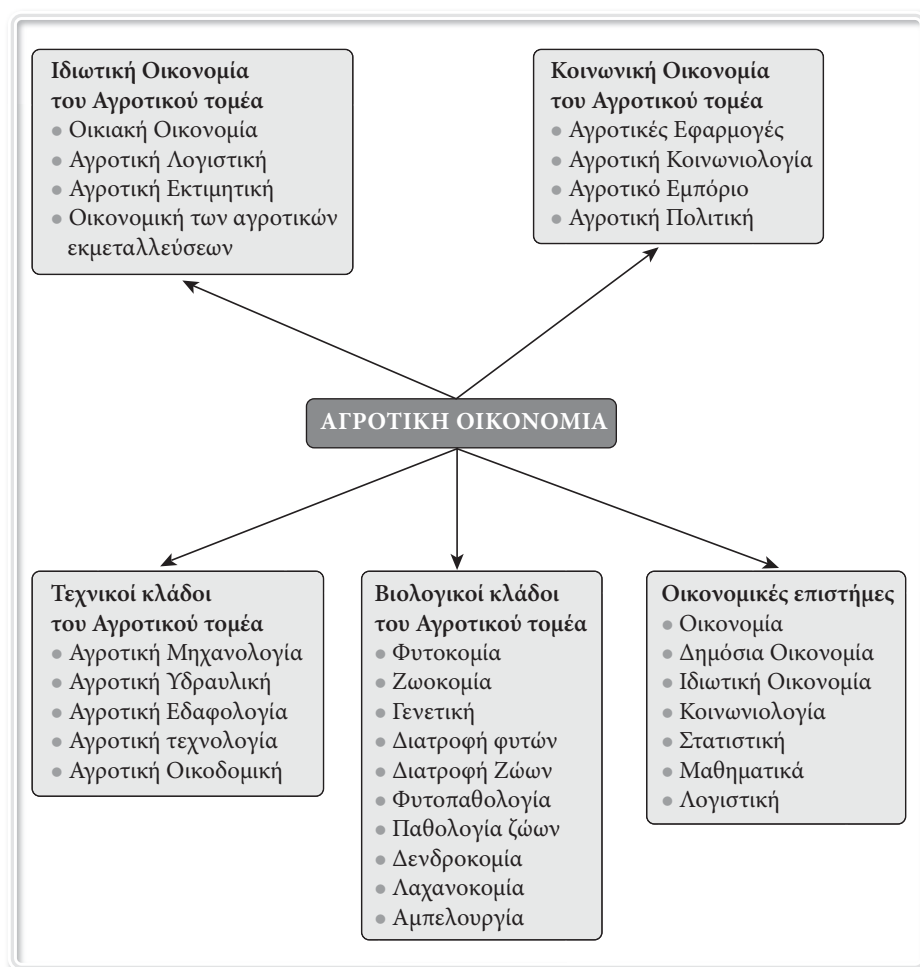 Ιδιωτική Οικονομία
του Αγροτικού τομέα
● Οικιακή Οικονομία
● Αγροτική Λογιστική
● Αγροτική Εκτιμητική
● Οικονομική των αγροτικών
εκμεταλλεύσεων
Κοινωνική Οικονομία
του Αγροτικού τομέα
● Αγροτικές Εφαρμογές
● Αγροτική Κοινωνιολογία
● Αγροτικό Εμπόριο
● Αγροτική Πολιτική
ΑΓΡΟΤΙΚΗ ΟΙΚΟΝΟΜΙΑ
Τεχνικοί κλάδοι
του Αγροτικού τομέα
● Αγροτική Μηχανολογία
● Αγροτική Υδραυλική
● Αγροτική Εδαφολογία
● Αγροτική τεχνολογία
● Αγροτική Οικοδομική
Βιολογικοί κλάδοι
του Αγροτικού τομέα
● Φυτοκομία
● Ζωοκομία
● Γενετική
● Διατροφή φυτών
● Διατροφή Ζώων
● Φυτοπαθολογία
● Παθολογία ζώων
● Δενδροκομία
● Λαχανοκομία
● Αμπελουργία
Οικονομικές επιστήμες
● Οικονομία
● Δημόσια Οικονομία
● Ιδιωτική Οικονομία
● Κοινωνιολογία
● Στατιστική
● Μαθηματικά
● Λογιστική